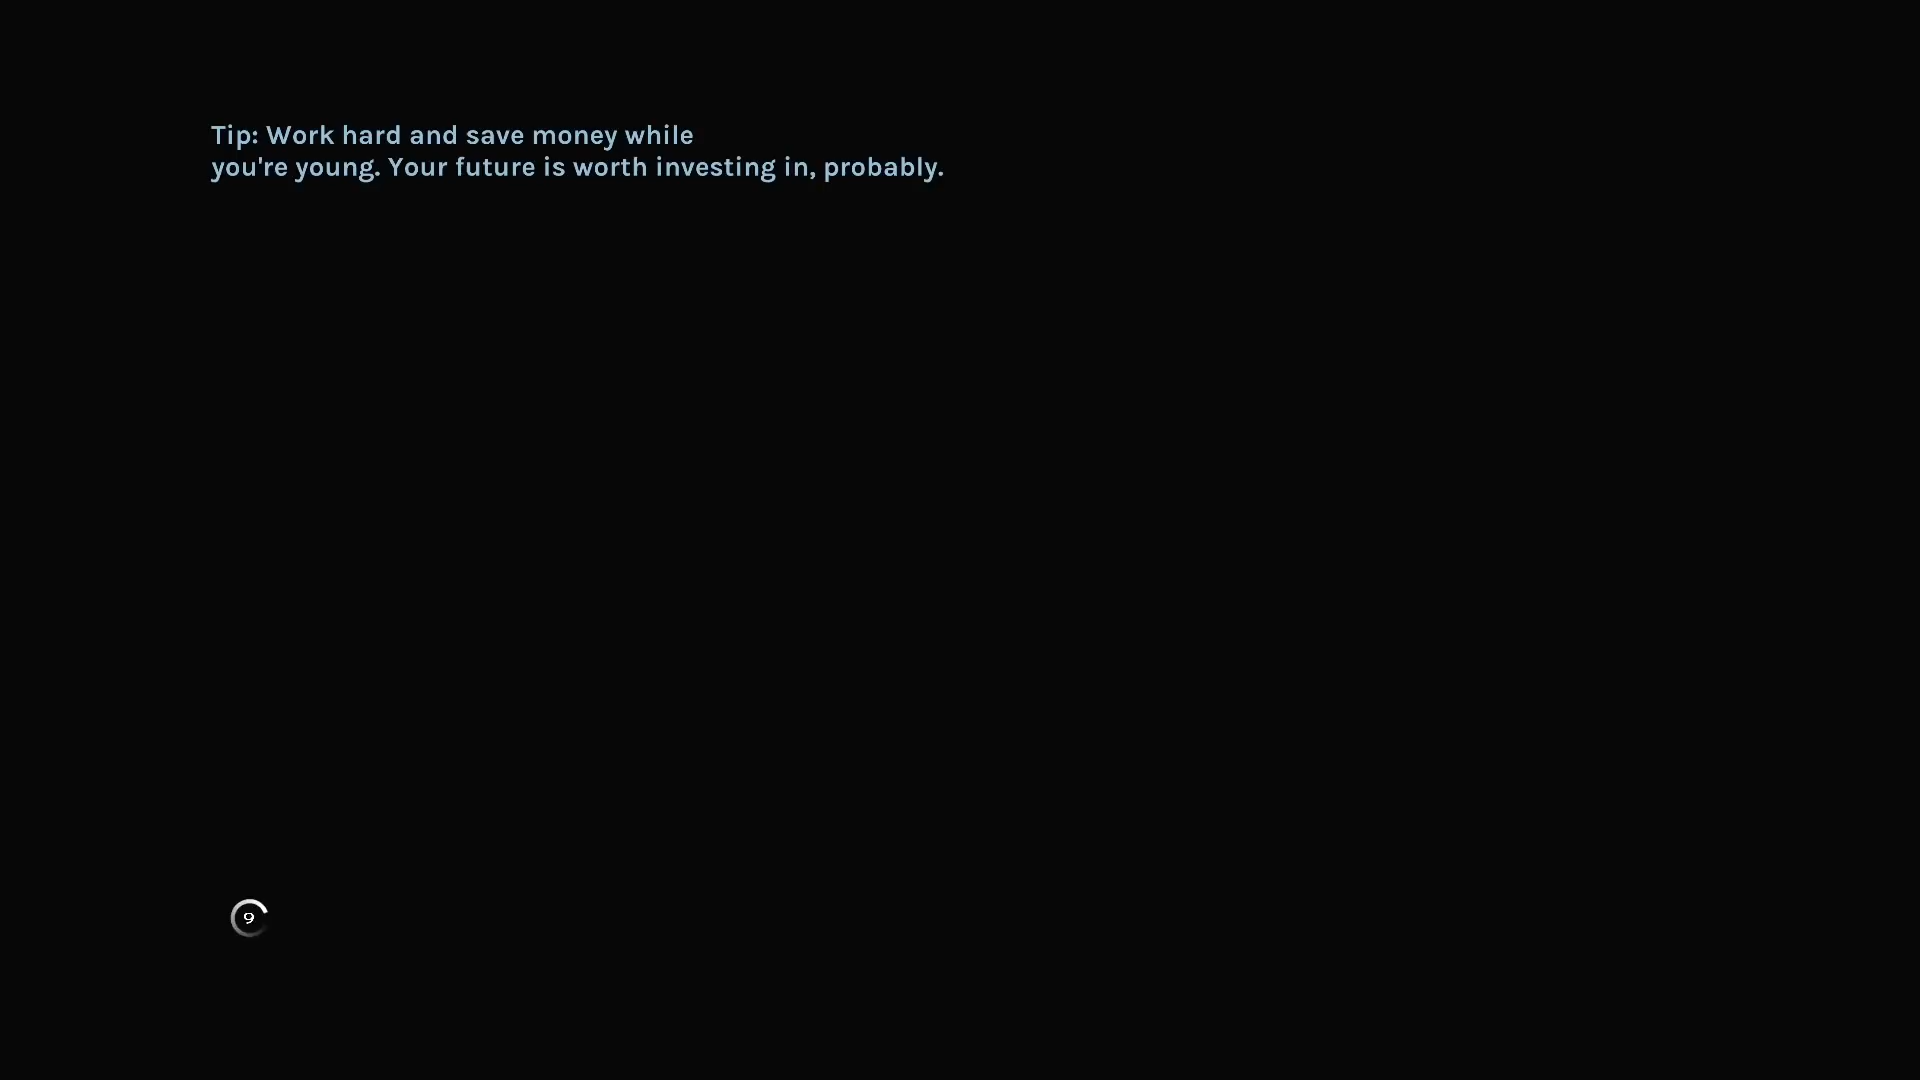 Tip: Work hard and save money while
you're young. Your future is worth investing in, probably.
9